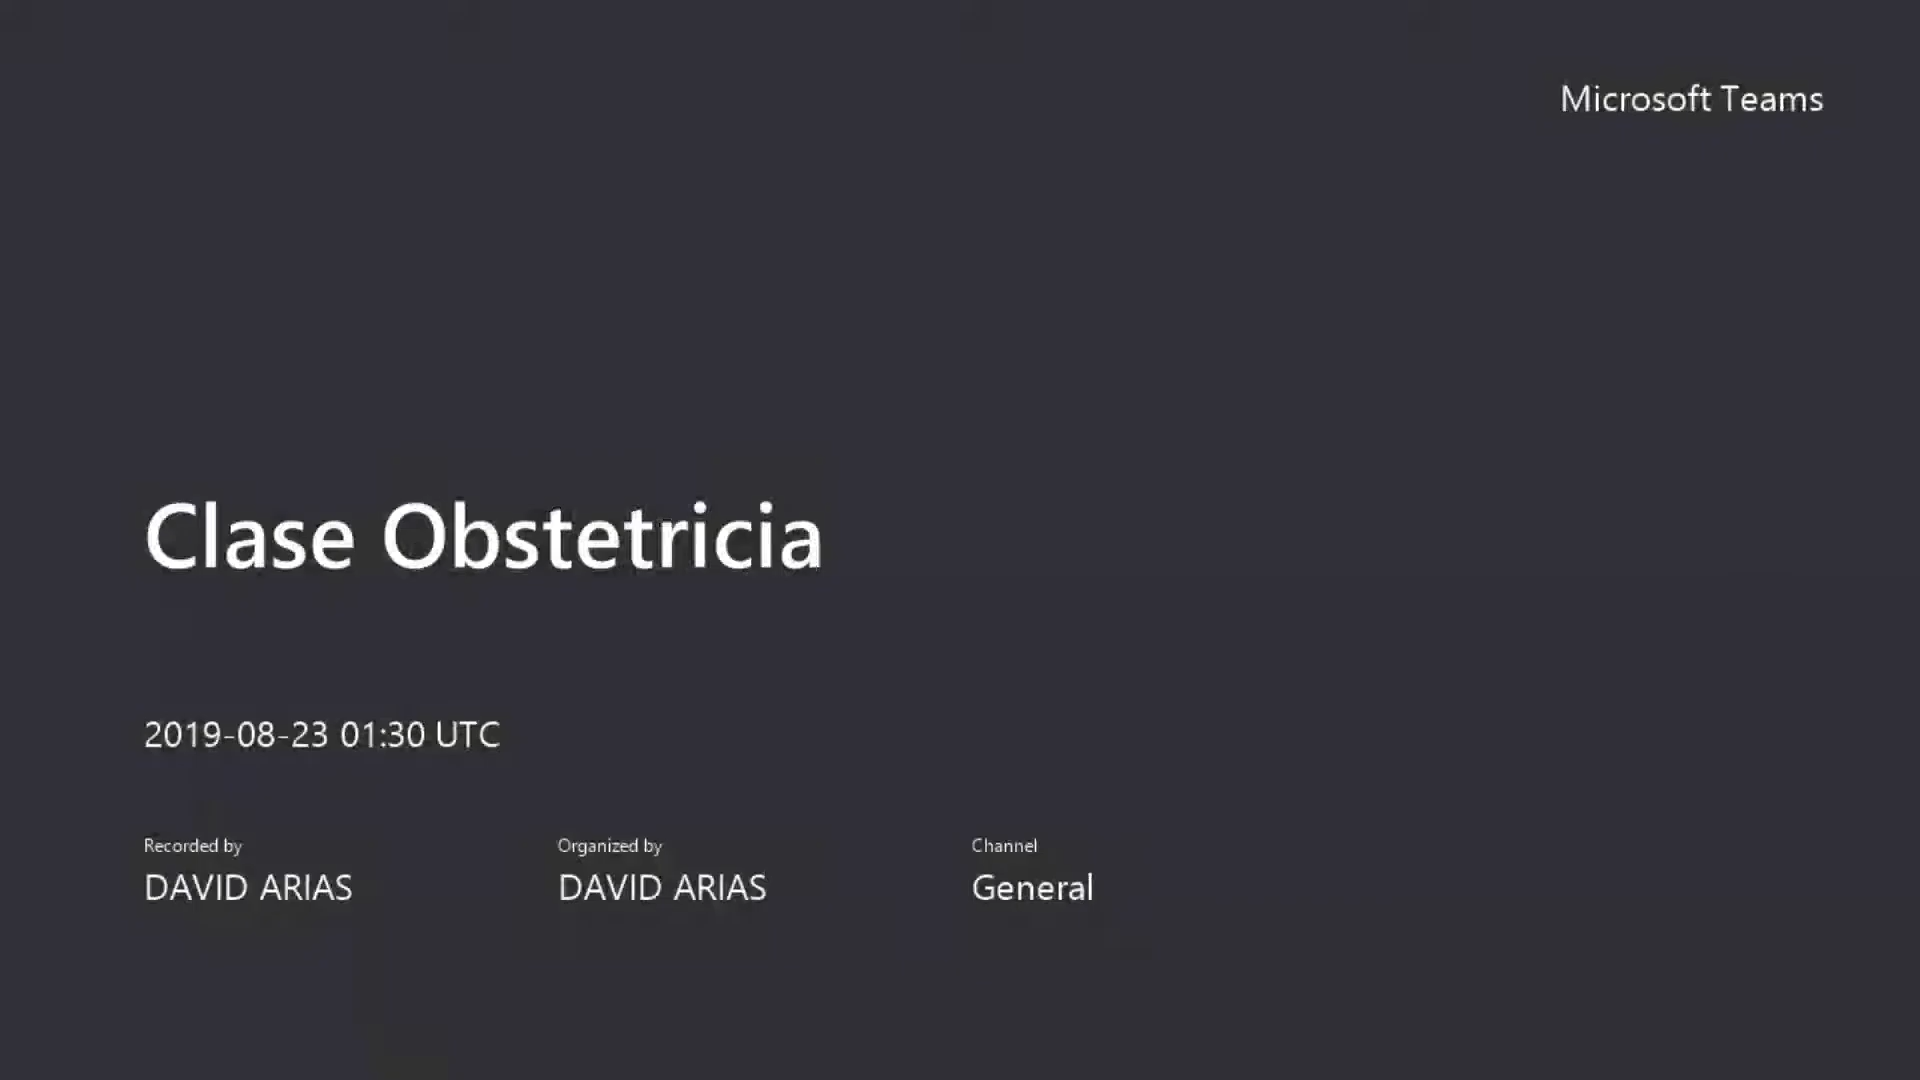 Microsoft Teams
Clase Obstetricia
2019-08-23 01:30 UTC
Recorded by
DAVID ARIAS
Organized by
DAVID ARIAS
Channel
General